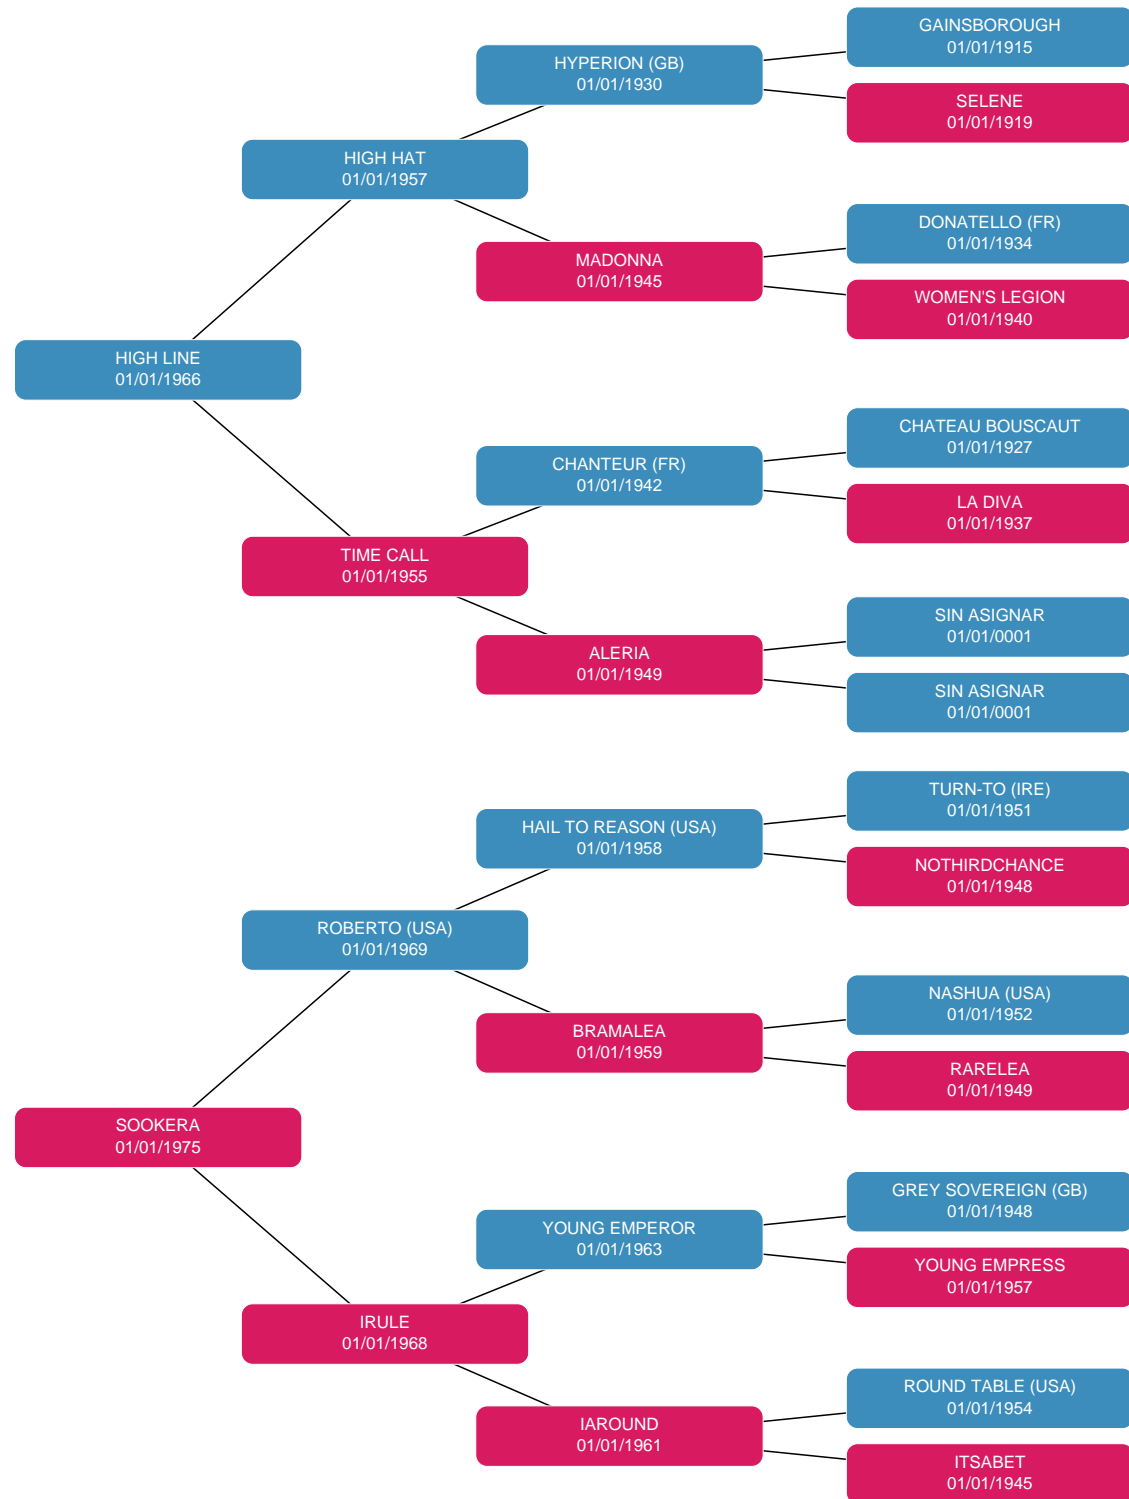 GAINSBOROUGH
01/01/1915
HYPERION (GB)
01/01/1930
SELENE
01/01/1919
HIGH HAT
01/01/1957
DONATELLO (FR)
01/01/1934
MADONNA
01/01/1945
WOMEN'S LEGION
01/01/1940
HIGH LINE
01/01/1966
CHATEAU BOUSCAUT
01/01/1927
CHANTEUR (FR)
01/01/1942
LA DIVA
01/01/1937
TIME CALL
01/01/1955
SIN ASIGNAR
01/01/0001
ALERIA
01/01/1949
SIN ASIGNAR
01/01/0001
TURN-TO (IRE)
01/01/1951
HAIL TO REASON (USA)
01/01/1958
NOTHIRDCHANCE
01/01/1948
ROBERTO (USA)
01/01/1969
NASHUA (USA)
01/01/1952
BRAMALEA
01/01/1959
RARELEA
01/01/1949
SOOKERA
01/01/1975
GREY SOVEREIGN (GB)
01/01/1948
YOUNG EMPEROR
01/01/1963
YOUNG EMPRESS
01/01/1957
IRULE
01/01/1968
ROUND TABLE (USA)
01/01/1954
IAROUND
01/01/1961
ITSABET
01/01/1945